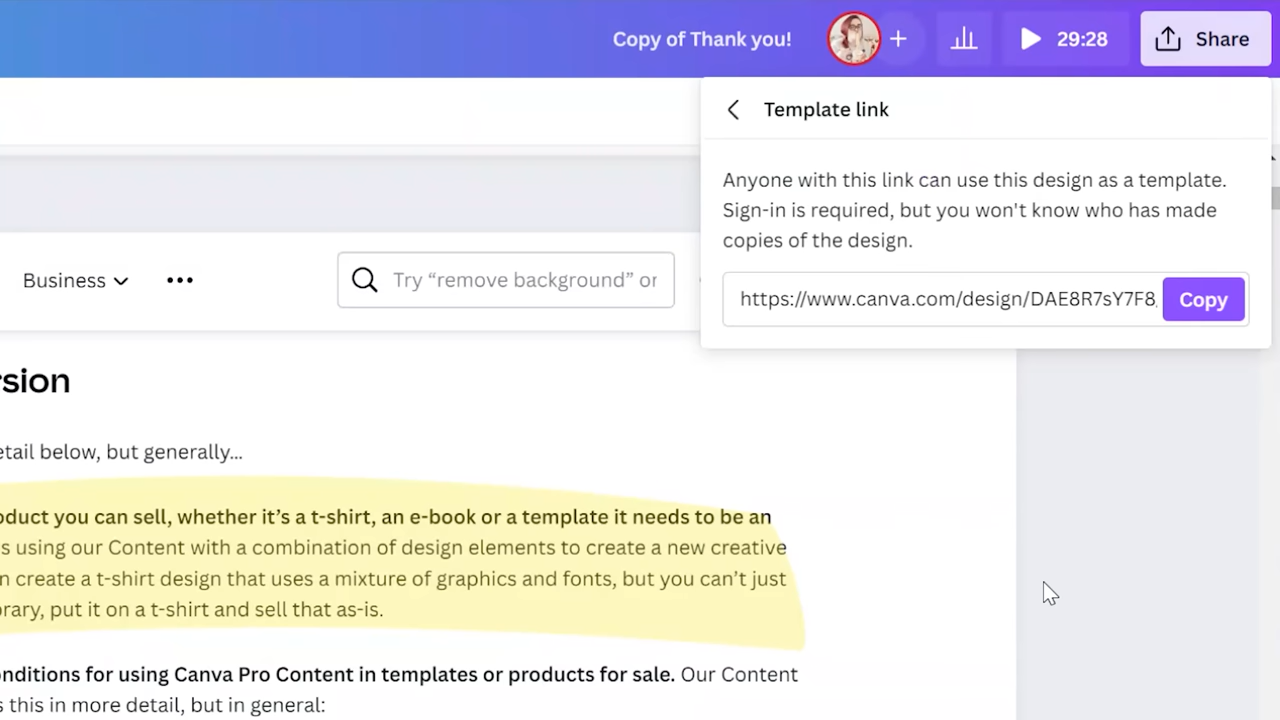 Copy of Thank you!
29:28
Share
Template link
Anyone with this link can use this design as a template.
Sign-in is required, but you won't know who has made
copies of the design.
https://www.canva.com/design/DAE8R7sY7F8
Copy
Business
Try “remove background” or
rsion
etail below, but generally...
oduct you can sell, whether it’s a t-shirt, an e-book or a template it needs to be an
s using our Content with a combination of design elements to create a new creative
n create a t-shirt design that uses a mixture of graphics and fonts, but you can’t just
rary, put it on a t-shirt and sell that as-is.
onditions for using Canva Pro Content in templates or products for sale. Our Content
s this in more detail, but in general: